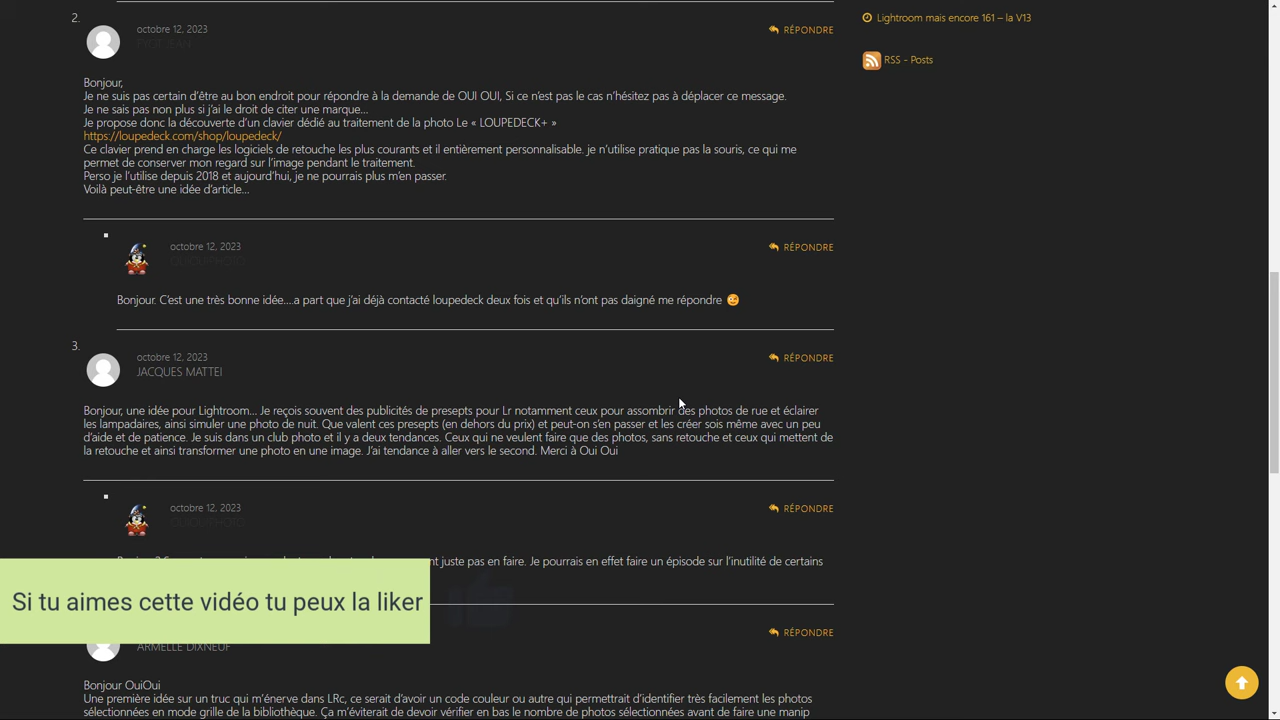 2.
octobre 12, 2023
RÉPONDRE
Lightroom mais encore 161 – la V13
RSS - Posts
Bonjour,
Je ne suis pas certain d’être au bon endroit pour répondre à la demande de OUI OUI, Si ce n’est pas le cas n’hésitez pas à déplacer ce message.
Je ne sais pas non plus si j’ai le droit de citer une marque…
Je propose donc la découverte d’un clavier dédié au traitement de la photo Le « LOUPEDECK+ »
https://loupedeck.com/shop/loupedeck/
Ce clavier prend en charge les logiciels de retouche les plus courants et il entièrement personnalisable. je n’utilise pratique pas la souris, ce qui me
permet de conserver mon regard sur l’image pendant le traitement.
Perso je l’utilise depuis 2018 et aujourd’hui, je ne pourrais plus m’en passer.
Voilà peut-être une idée d’article…
octobre 12, 2023
RÉPONDRE
OUIOUIPHOTO
Bonjour. C’est une très bonne idée….a part que j’ai déjà contacté loupedeck deux fois et qu’ils n’ont pas daigné me répondre
3.
octobre 12, 2023
RÉPONDRE
JACQUES MATTEI
Bonjour, une idée pour Lightroom… Je reçois souvent des publicités de presepts pour Lr notamment ceux pour assombrir des photos de rue et éclairer
les lampadaires, ainsi simuler une photo de nuit. Que valent ces presepts (en dehors du prix) et peut-on s’en passer et les créer sois même avec un peu
d’aide et de patience. Je suis dans un club photo et il y a deux tendances. Ceux qui ne veulent faire que des photos, sans retouche et ceux qui mettent de
la retouche et ainsi transformer une photo en une image. J’ai tendance à aller vers le second. Merci à Oui Oui
octobre 12, 2023
RÉPONDRE
OUIOUIPHOTO
juste pas en faire. Je pourrais en effet faire un épisode sur l’inutilité de certains
Si tu aimes cette vidéo tu peux la liker
RÉPONDRE
ARMELLE DIXNEUF
Bonjour OuiOui
Une première idée sur un truc qui m’énerve dans LRc, ce serait d’avoir un code couleur ou autre qui permettrait d’identifier très facilement les photos
sélectionnées en mode grille de la bibliothèque. Ça m’éviterait de devoir vérifier en bas le nombre de photos sélectionnées avant de faire une manip